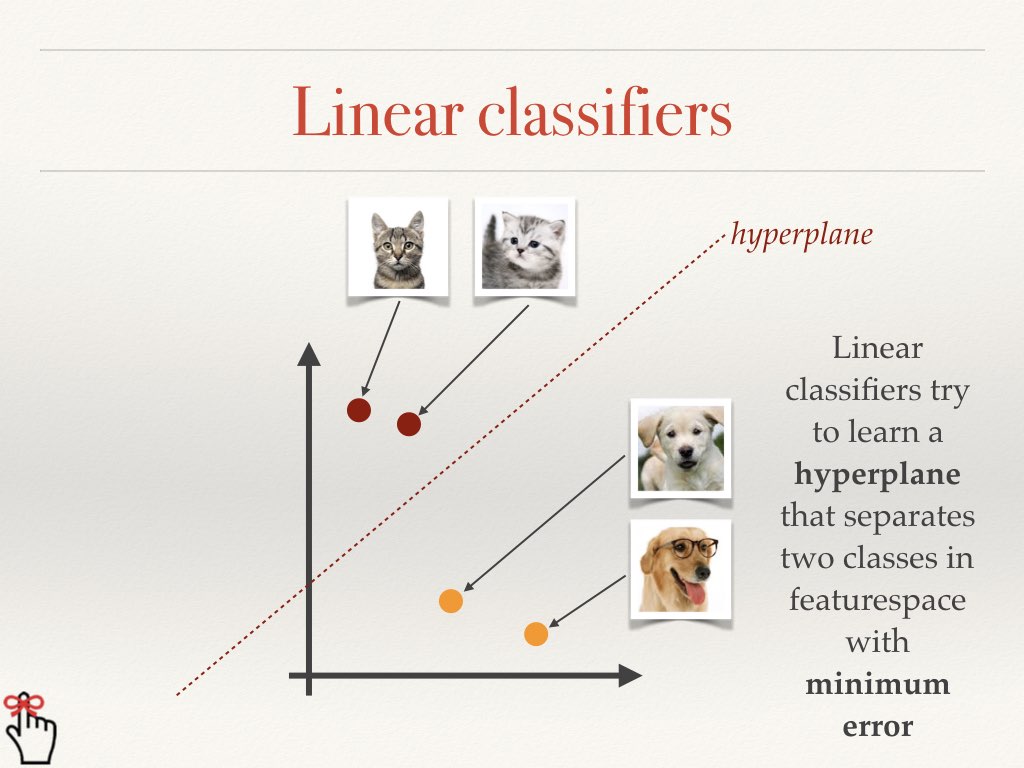 Linear classifiers
hyperplane
Linear
classifiers try
to learn a
hyperplane
that separates
two classes in
featurespace
with
minimum
error